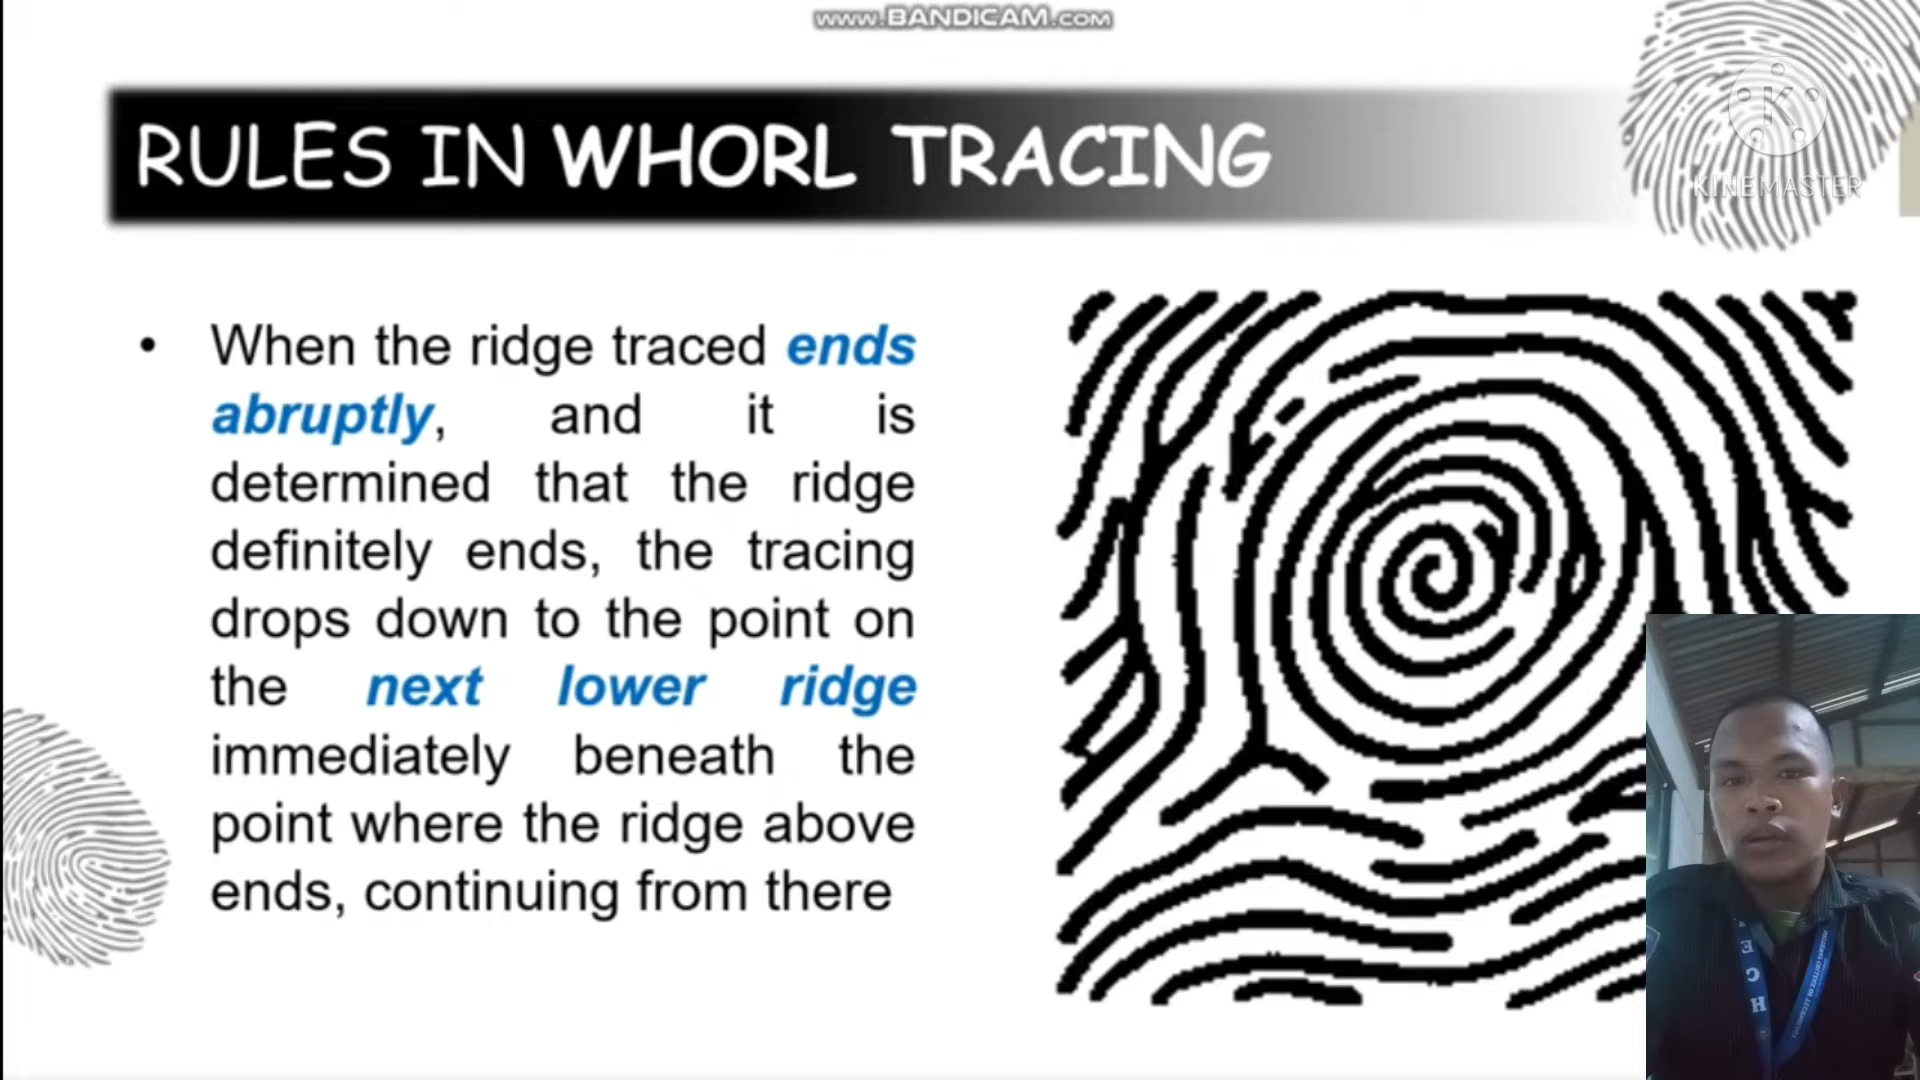 www.BANDICAM.com
KINEMASTER
RULES IN WHORL TRACING
• When the ridge traced ends
abruptly, and it is
determined that the ridge
definitely ends, the tracing
drops down to the point on
the next lower ridge
immediately beneath the
point where the ridge above
ends, continuing from there